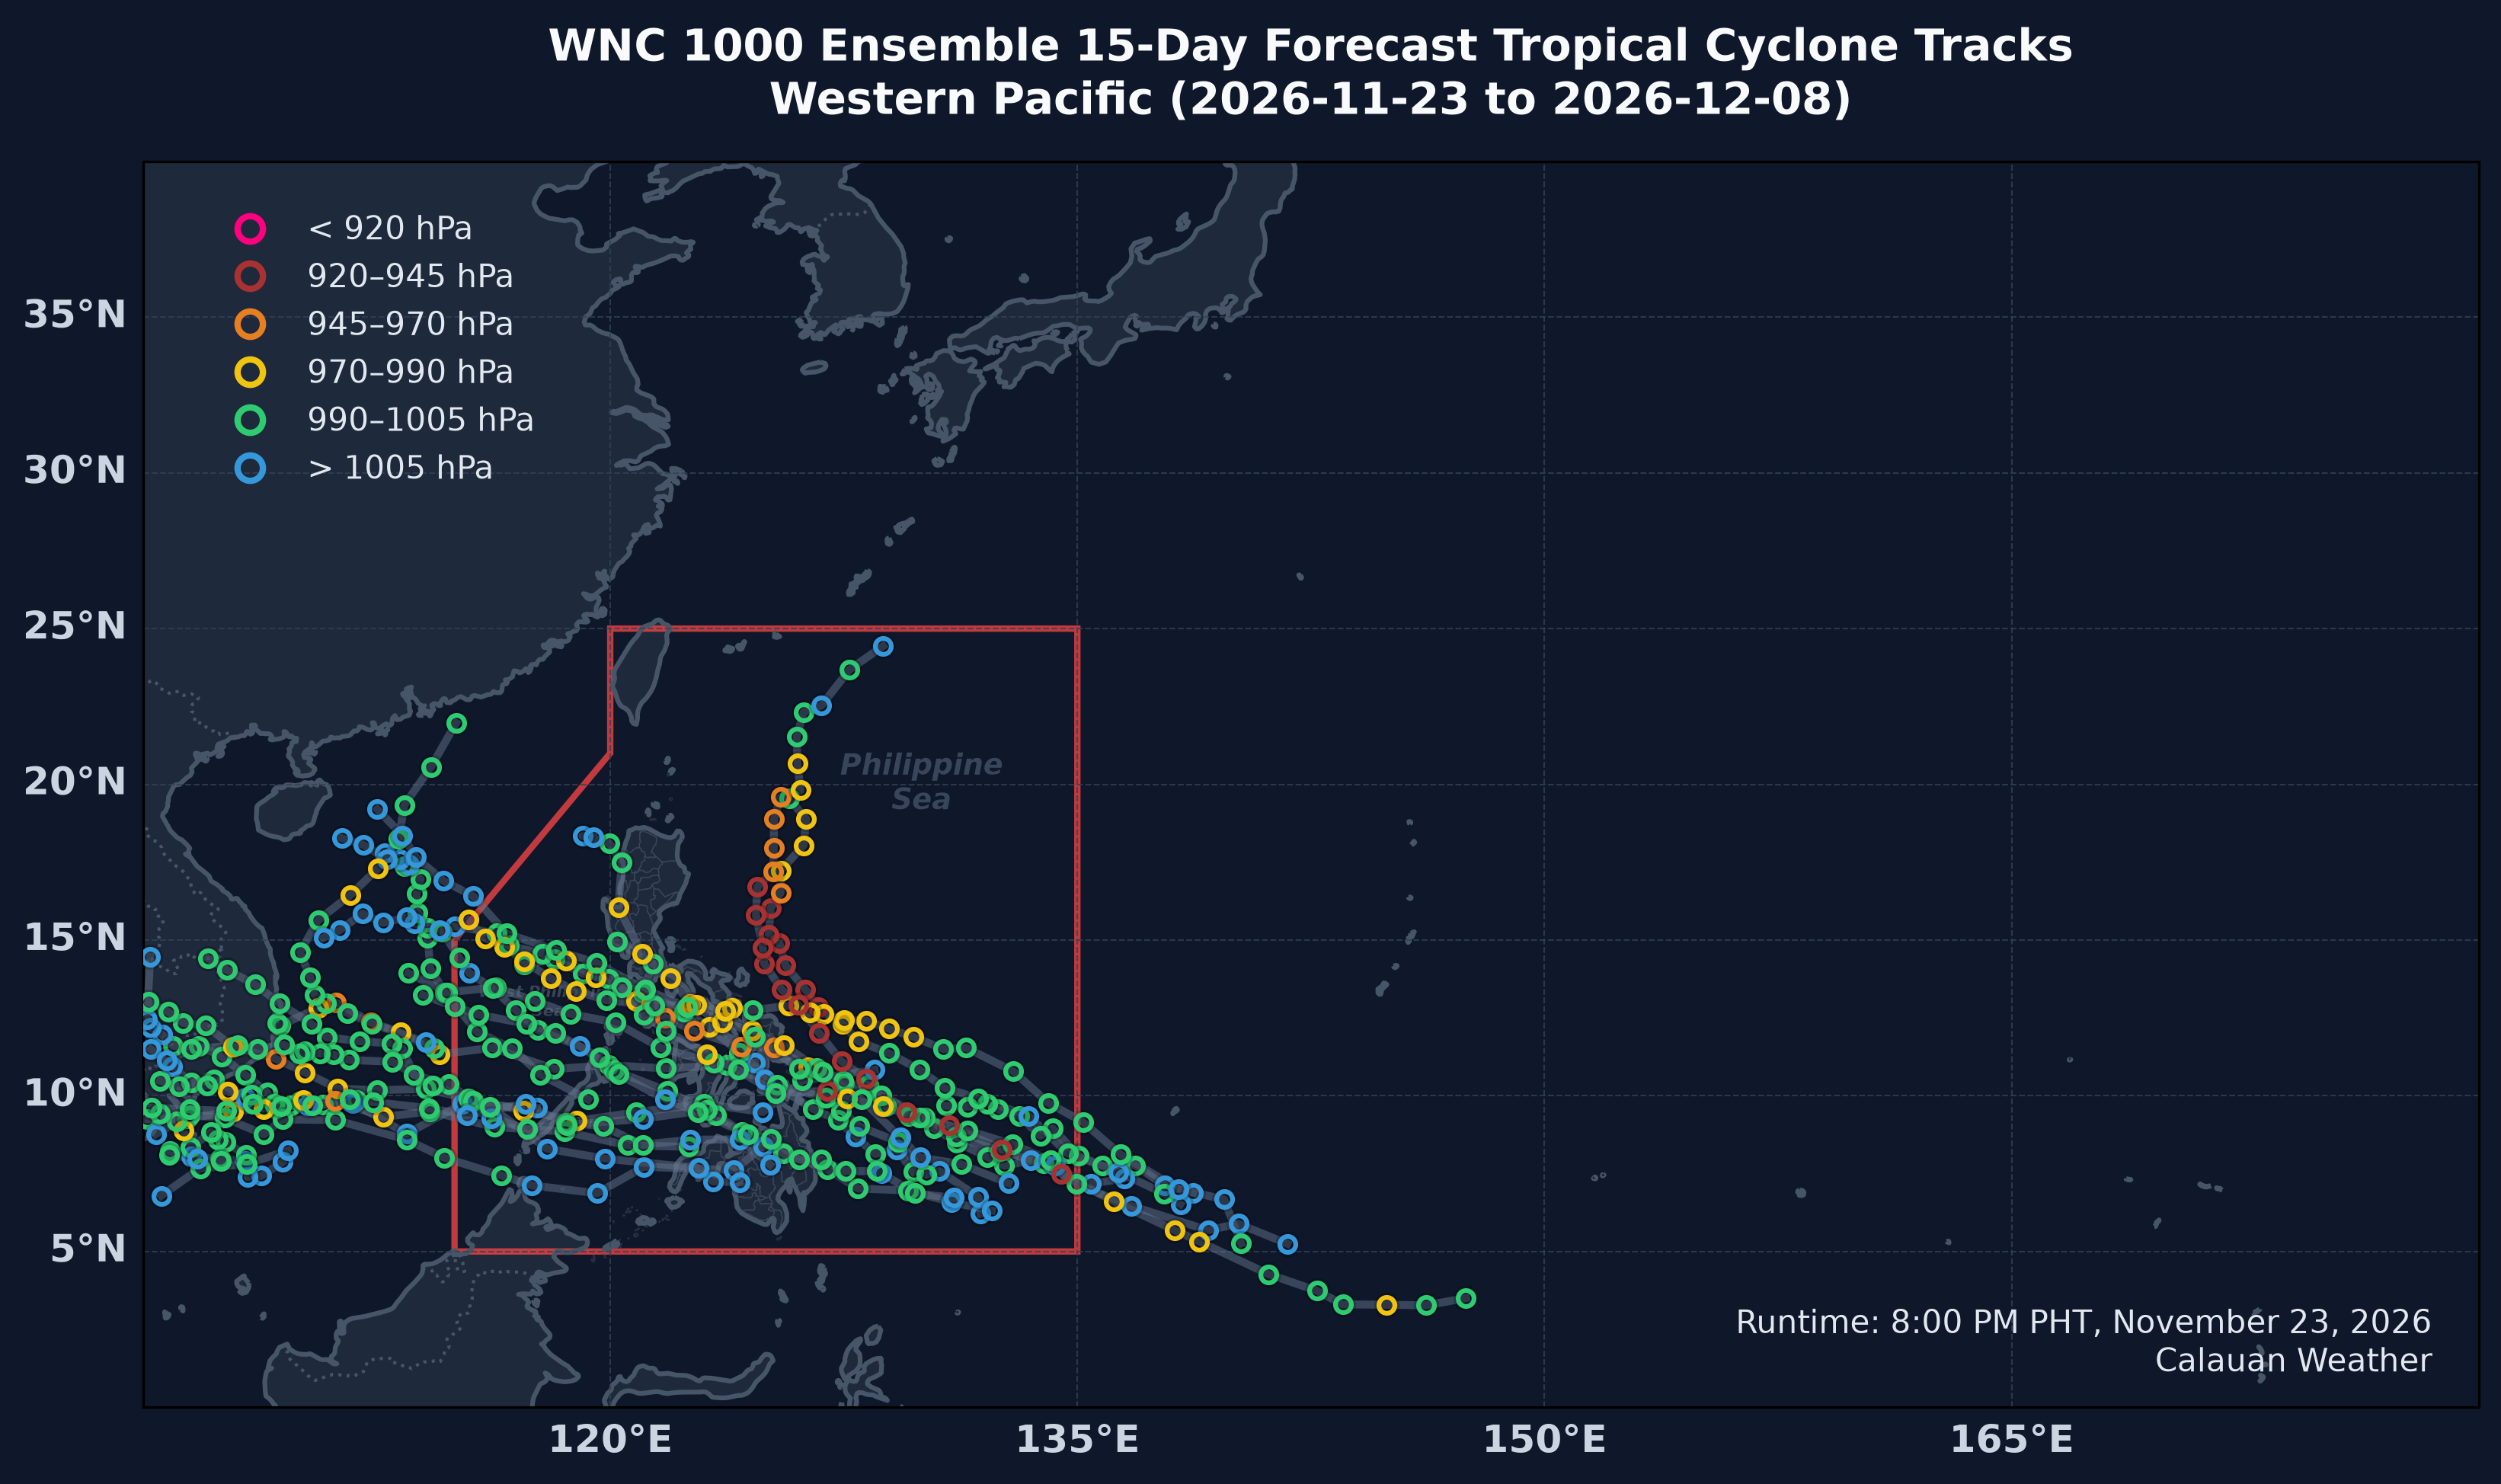 WNC 1000 Ensemble 15-Day Forecast Tropical Cyclone Tracks
Western Pacific (2026-11-23 to 2026-12-08)
< 920 hPa
920–945 hPa
945–970 hPa
970–990 hPa
990–1005 hPa
> 1005 hPa
35°N
30°N
25°N
20°N
15°N
10°N
5°N
Philippine
Sea
Sea
Runtime: 8:00 PM PHT, November 23, 2026
Calauan Weather
120°E
135°E
150°E
165°E